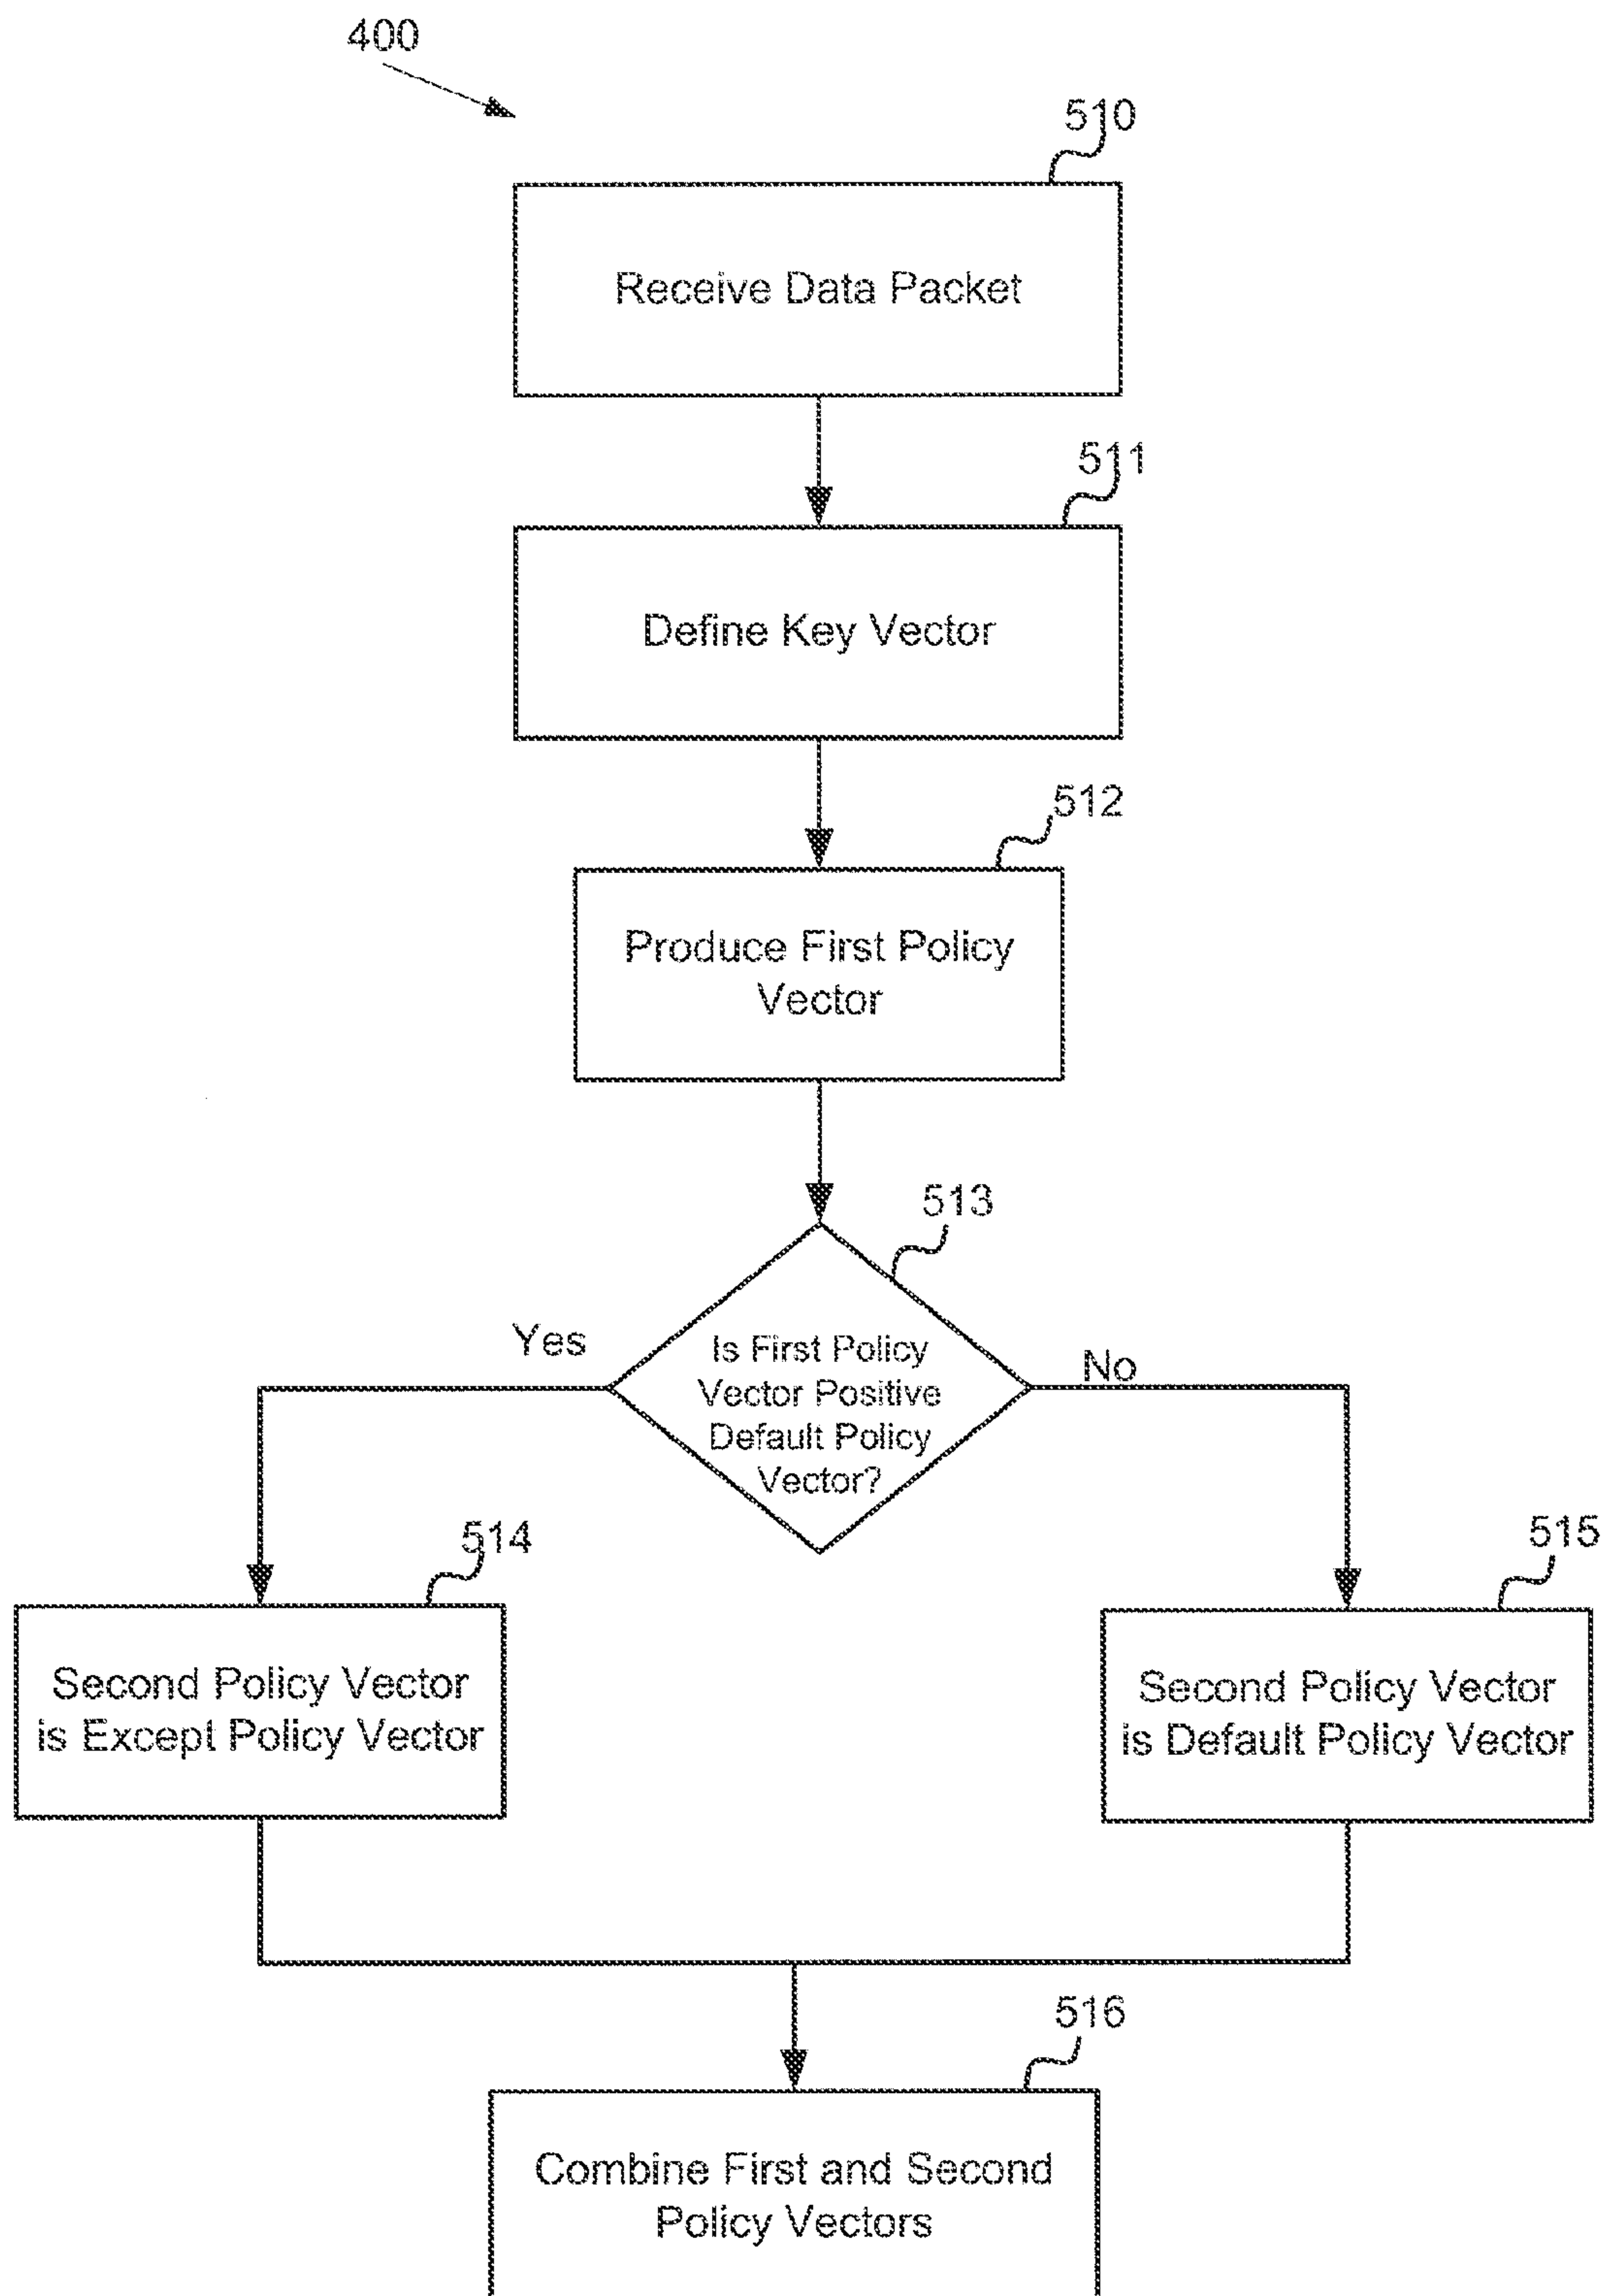 400
510
Receive Data Packet
511
Define Key Vector
512
Produce First Policy
Vector
513
Yes
Is First Policy
Vector Positive
Default Policy
Vector?
No
514
Second Policy Vector
is Except Policy Vector
515
Second Policy Vector
is Default Policy Vector
516
Combine First and Second
Policy Vectors